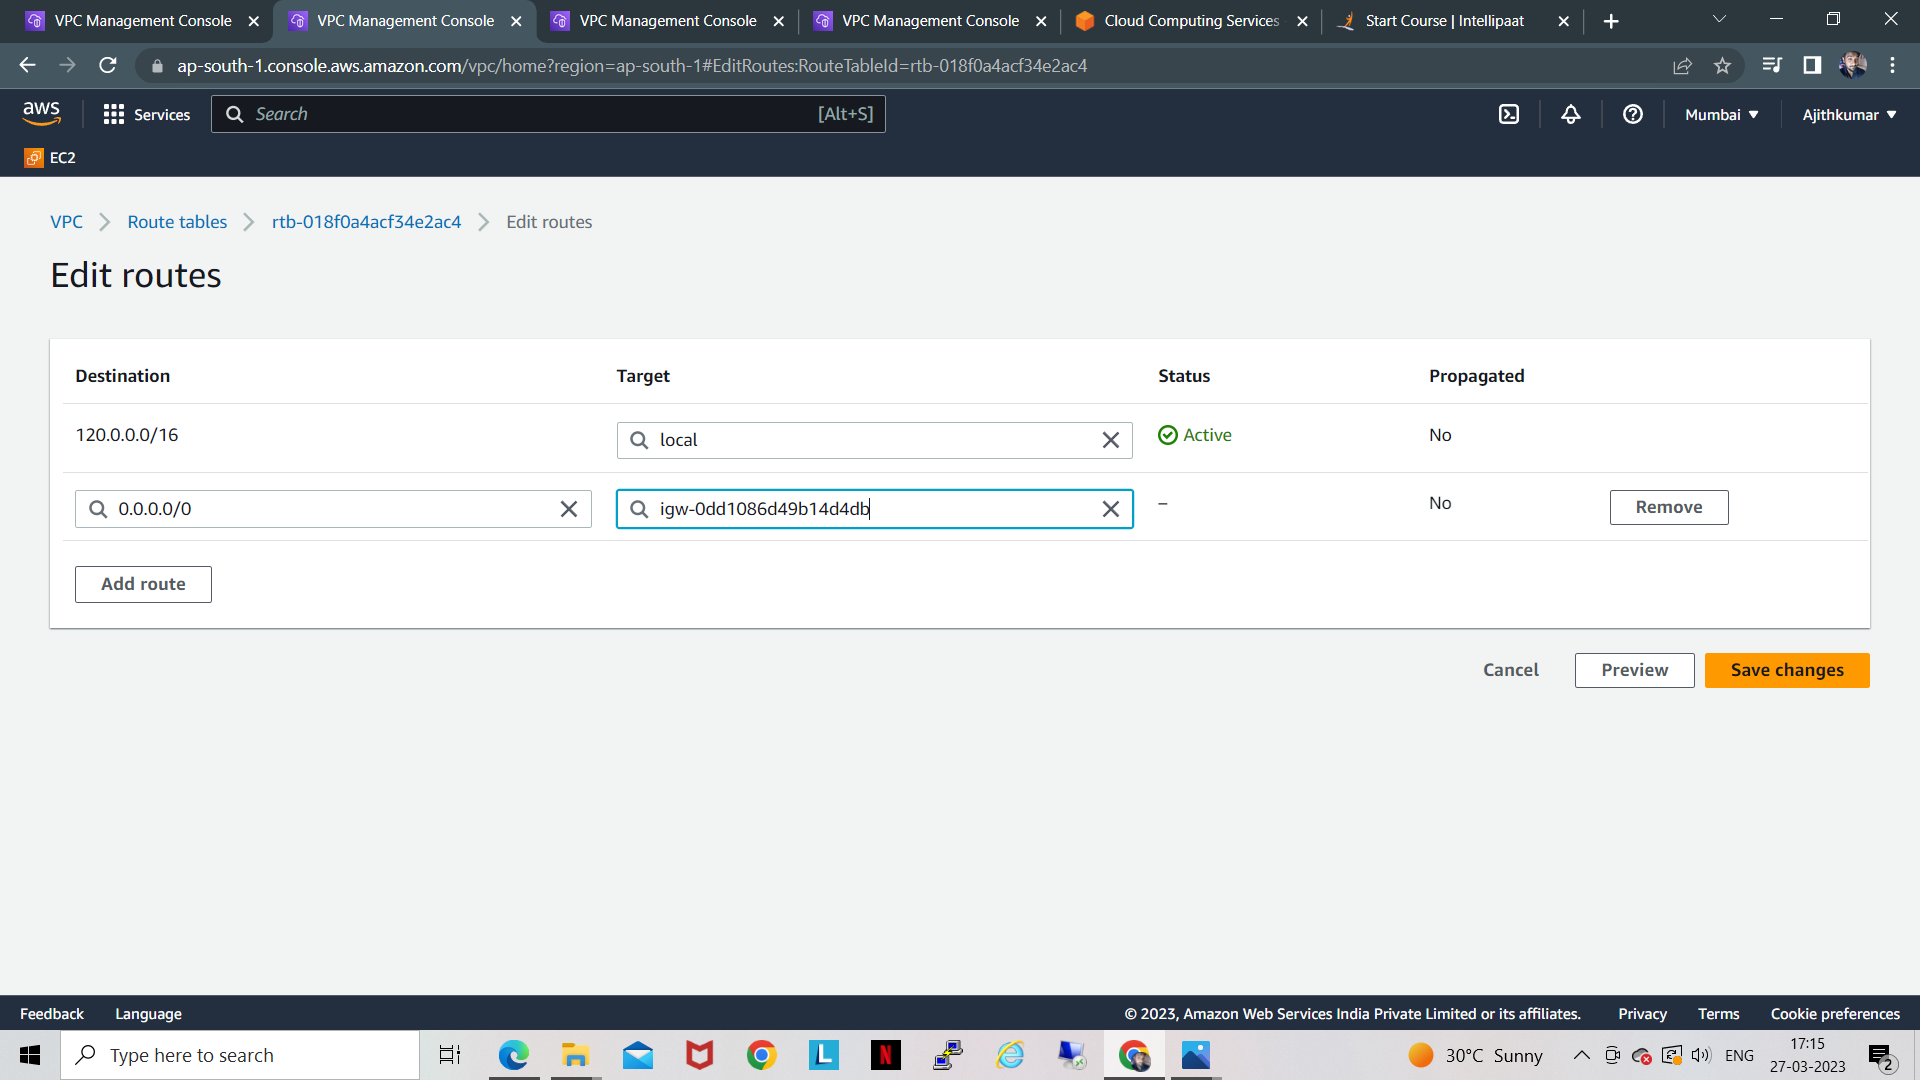 VPC Management Console
VPC Management Console
VPC Management Console
VPC Management Console
Cloud Computing Services
Start Course | Intellipaat
ap-south-1.console.aws.amazon.com/vpc/home?region=ap-south-1#EditRoutes:RouteTableId=rtb-018f0a4acf34e2ac4
aws
Services
Search
[Alt+S]
Mumbai
Ajithkumar
EC2
VPC
Route tables
rtb-018f0a4acf34e2ac4
Edit routes
Edit routes
Destination
Target
Status
Propagated
120.0.0.0/16
local
Active
No
0.0.0.0/0
igw-0dd1086d49b14d4db
–
No
Remove
Add route
Cancel
Preview
Save changes
Feedback
Language
© 2023, Amazon Web Services India Private Limited or its affiliates.
Privacy
Terms
Cookie preferences
Type here to search
L
N
30°C Sunny
ENG
17:15
27-03-2023
2